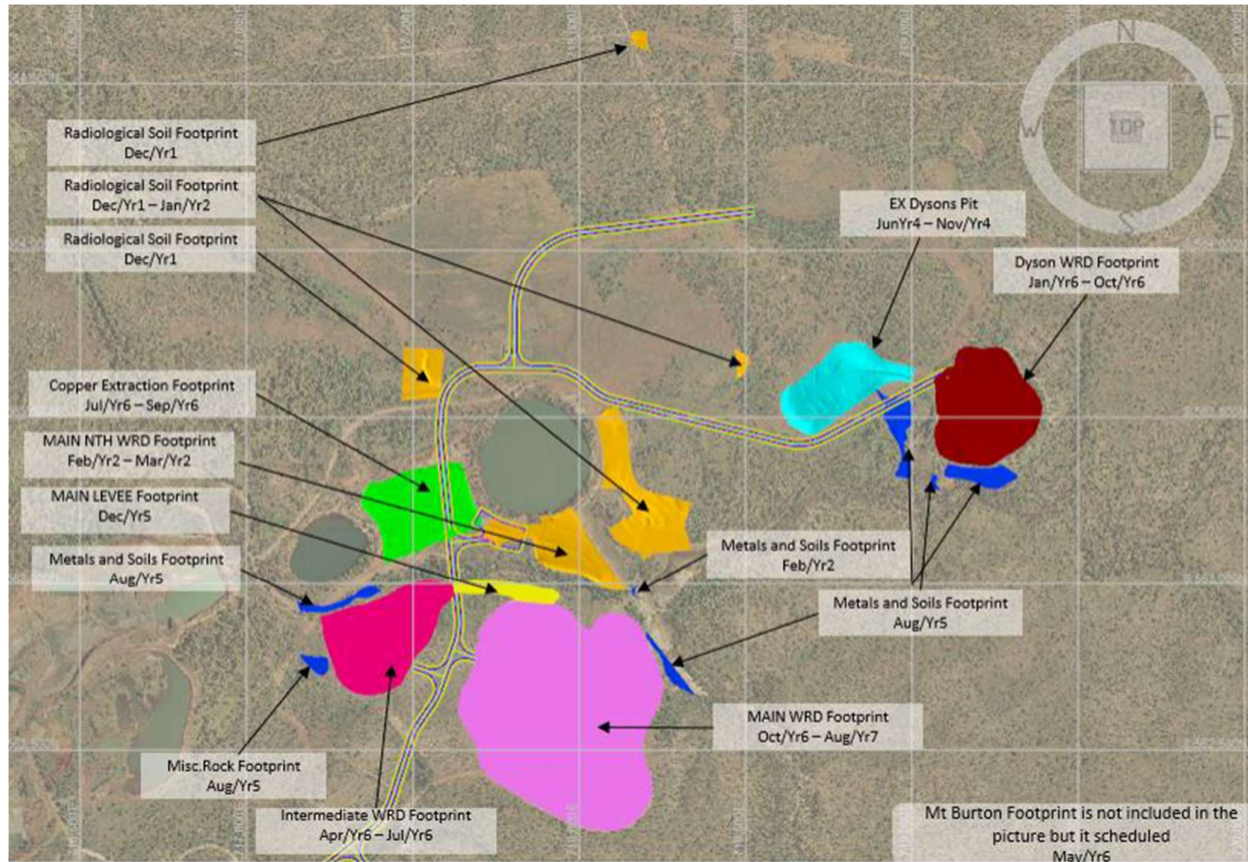 N
W
TOP
E
S
Radiological Soil Footprint
Dec/Yr1
Radiological Soil Footprint
Dec/Yr1 – Jan/Yr2
Radiological Soil Footprint
Dec/Yr1
EX Dysons Pit
JunYr4 – Nov/Yr4
Dyson WRD Footprint
Jan/Yr6 – Oct/Yr6
Copper Extraction Footprint
Jul/Yr6 – Sep/Yr6
MAIN NTH WRD Footprint
Feb/Yr2 – Mar/Yr2
MAIN LEVEE Footprint
Dec/Yr5
Metals and Soils Footprint
Aug/Yr5
Metals and Soils Footprint
Feb/Yr2
Metals and Soils Footprint
Aug/Yr5
MAIN WRD Footprint
Oct/Yr6 – Aug/Yr7
Misc.Rock Footprint
Aug/Yr5
Intermediate WRD Footprint
Apr/Yr6 – Jul/Yr6
Mt Burton Footprint is not included in the
picture but it scheduled
May/Yr6